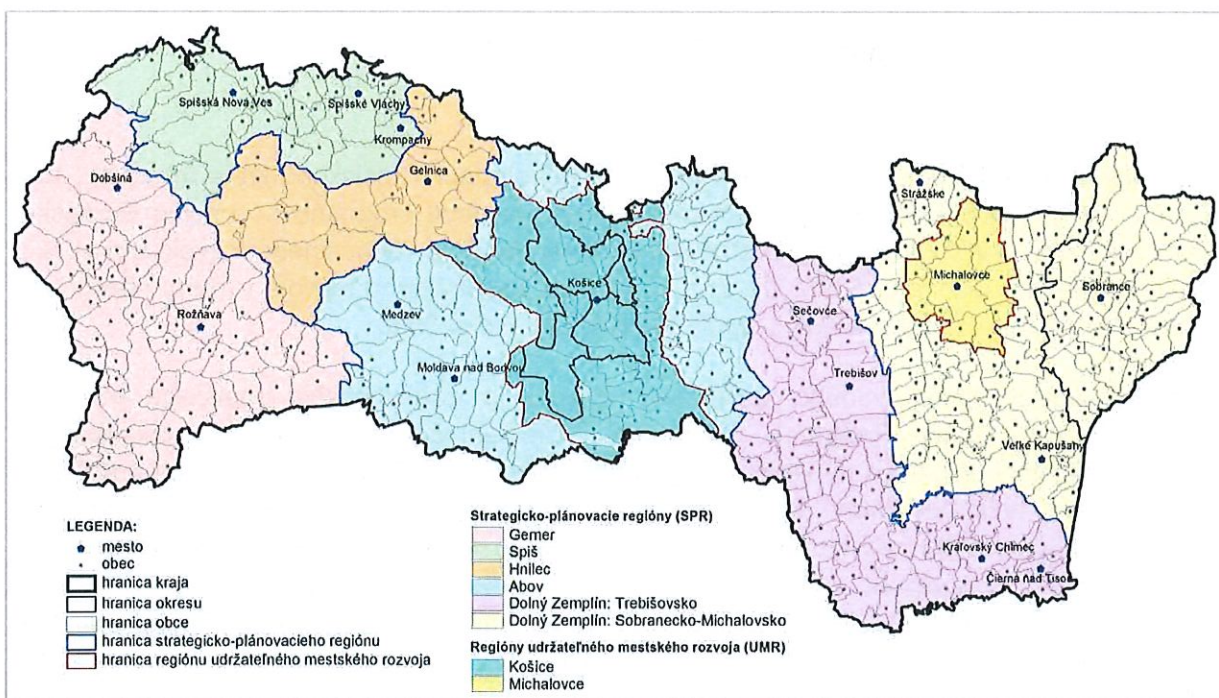 Spišská Nová Ves
Spišské Vlachy
Krompachy
Dobšiná
Gelnica
Strážske
Michalovce
Košice
Sobrance
Medzev
Rožňava
Sečovce
Moldava nad Bodvou
Trebišov
Veľké Kapušany
Kráľovský Chlmec
Čierna nad Tisou
LEGENDA:
mesto
obec
hranica kraja
hranica okresu
hranica obce
hranica strategicko-plánovacieho regiónu
hranica regiónu udržateľného mestského rozvoja
Strategicko-plánovacie regióny (SPR)
Gemer
Spiš
Hnilec
Abov
Dolný Zemplín: Trebišovsko
Dolný Zemplín: Sobranecko-Michalovsko
Regióny udržateľného mestského rozvoja (UMR)
Košice
Michalovce